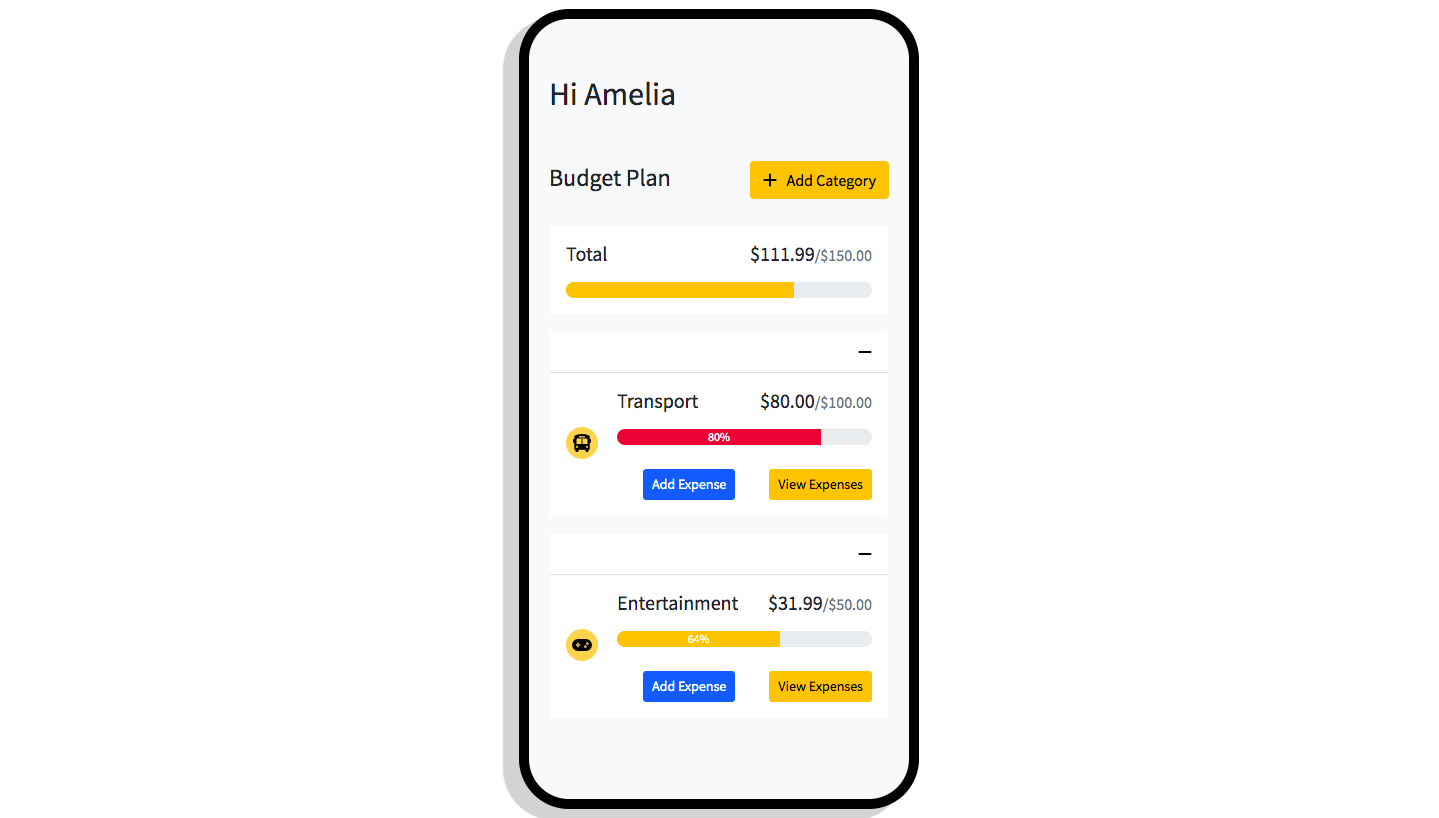 Hi Amelia
Budget Plan
+ Add Category
Total $111.99/$150.00
Transport $80.00/$100.00
80%
Add Expense View Expenses
Entertainment $31.99/$50.00
64%
Add Expense View Expenses